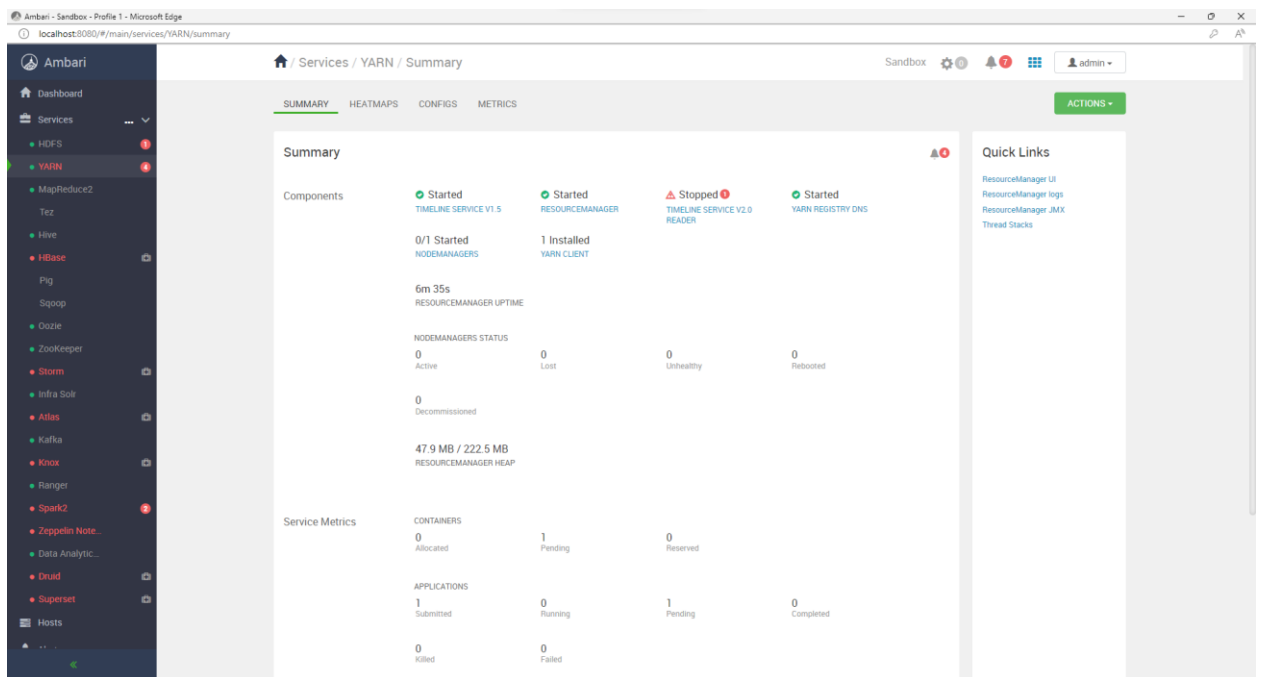 Ambari - Sandbox - Profile 1 - Microsoft Edge
localhost:8080/#/main/services/YARN/summary
Ambari
/ Services / YARN / Summary
Sandbox
0
7
admin
Dashboard
Services
...
HDFS
1
YARN
4
MapReduce2
Tez
Hive
HBase
Pig
Sqoop
Oozie
ZooKeeper
Storm
Infra Solr
Atlas
Kafka
Knox
Ranger
Spark2
2
Zeppelin Note...
Data Analytic...
Druid
Superset
Hosts
SUMMARY HEATMAPS CONFIGS METRICS
ACTIONS
Summary
4
Components
Started
TIMELINE SERVICE V1.5
Started
RESOURCEMANAGER
Stopped 1
TIMELINE SERVICE V2.0
READER
Started
YARN REGISTRY DNS
0/1 Started
NODEMANAGERS
1 Installed
YARN CLIENT
6m 35s
RESOURCEMANAGER UPTIME
NODEMANAGERS STATUS
0
Active
0
Lost
0
Unhealthy
0
Rebooted
0
Decommissioned
47.9 MB / 222.5 MB
RESOURCEMANAGER HEAP
Service Metrics
CONTAINERS
0
Allocated
1
Pending
0
Reserved
APPLICATIONS
1
Submitted
0
Running
1
Pending
0
Completed
0
Killed
0
Failed
Quick Links
ResourceManager UI
ResourceManager logs
ResourceManager JMX
Thread Stacks